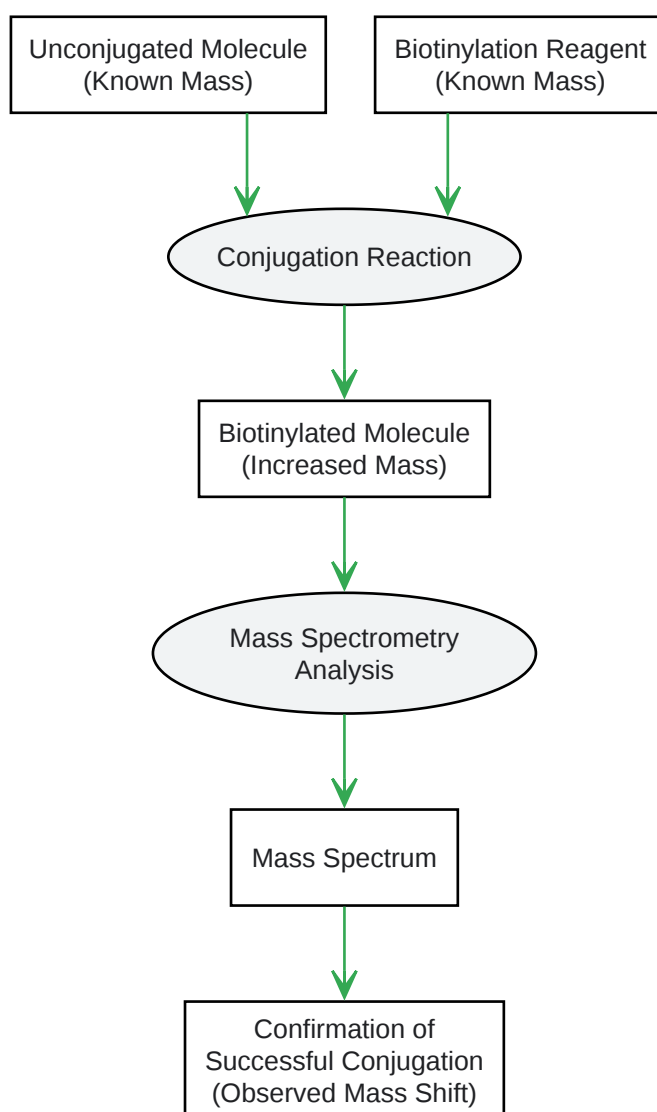 Unconjugated Molecule
(Known Mass)
Biotinylation Reagent
(Known Mass)
Conjugation Reaction
Biotinylated Molecule
(Increased Mass)
Mass Spectrometry
Analysis
Mass Spectrum
Confirmation of
Successful Conjugation
(Observed Mass Shift)